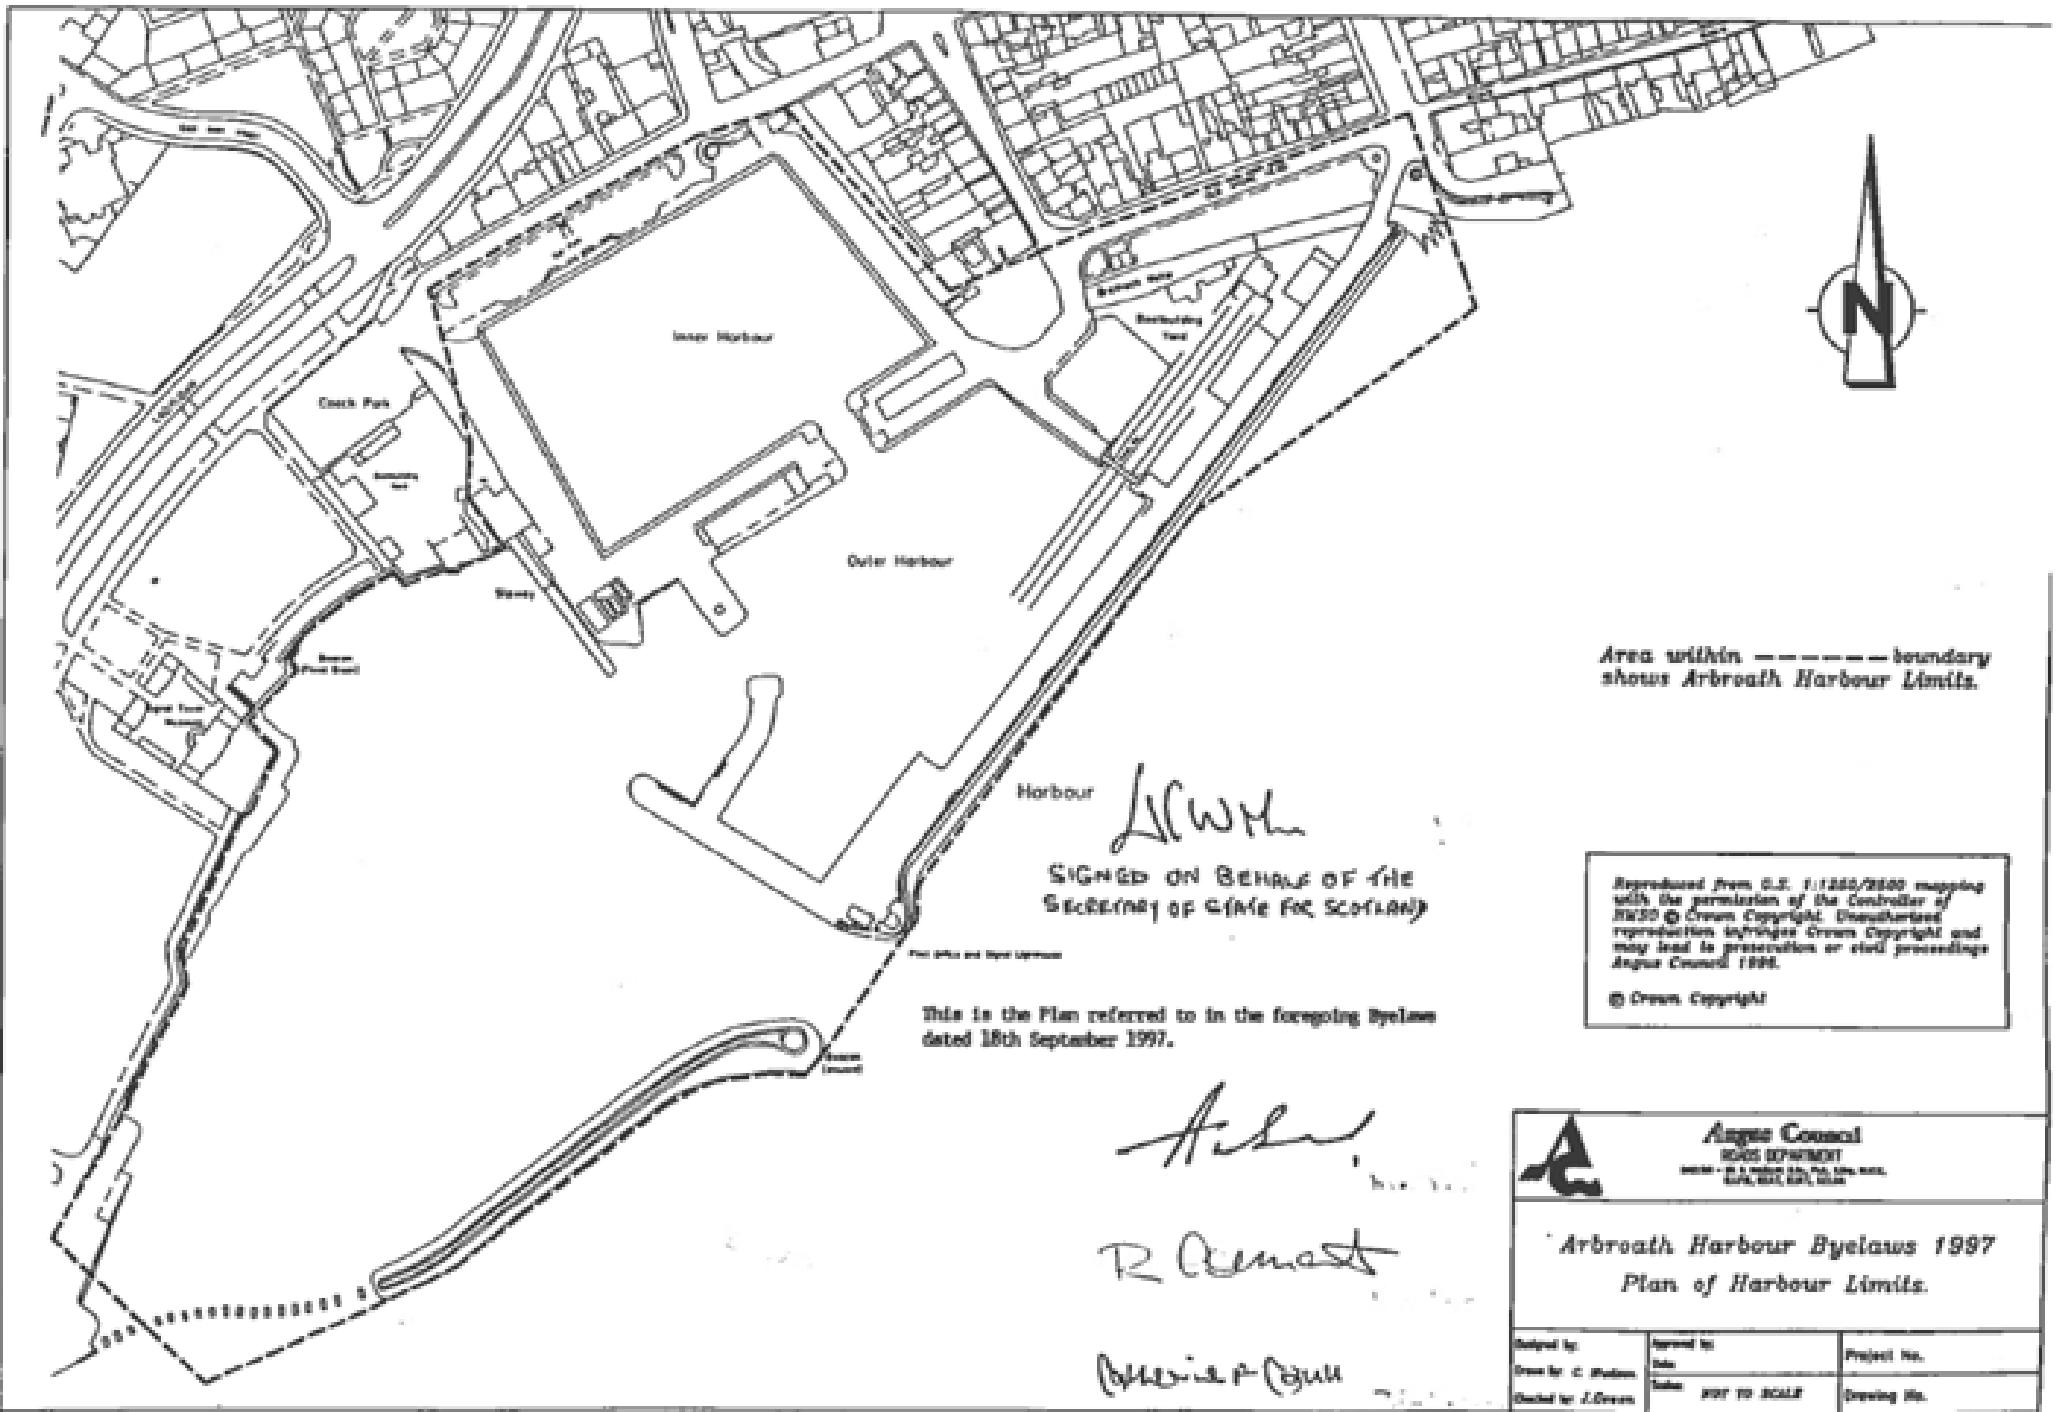 Inner Harbour
Coach Park
Boatbuilding
Yard
Outer Harbour
Slipway
Beacon
Harbour
SIGNED ON BEHALF OF THE
SECRETARY OF STATE FOR SCOTLAND
Area within boundary
shows Arbroath Harbour Limits.
Reproduced from O.S. 1:1250/2500 mapping
with the permission of the Controller of
HMSO © Crown Copyright. Unauthorised
reproduction infringes Crown Copyright and
may lead to prosecution or civil proceedings
Angus Council 1996.
© Crown Copyright
This is the Plan referred to in the foregoing Byelaws
dated 18th September 1997.
Beacon
N
Angus Council
ROADS DEPARTMENT
Arbroath Harbour Byelaws 1997
Plan of Harbour Limits.
Designed by:
Approved by:
Project No.
Drawn by: C
Date
Checked by: J.
Scales NOT TO SCALE
Drawing No.